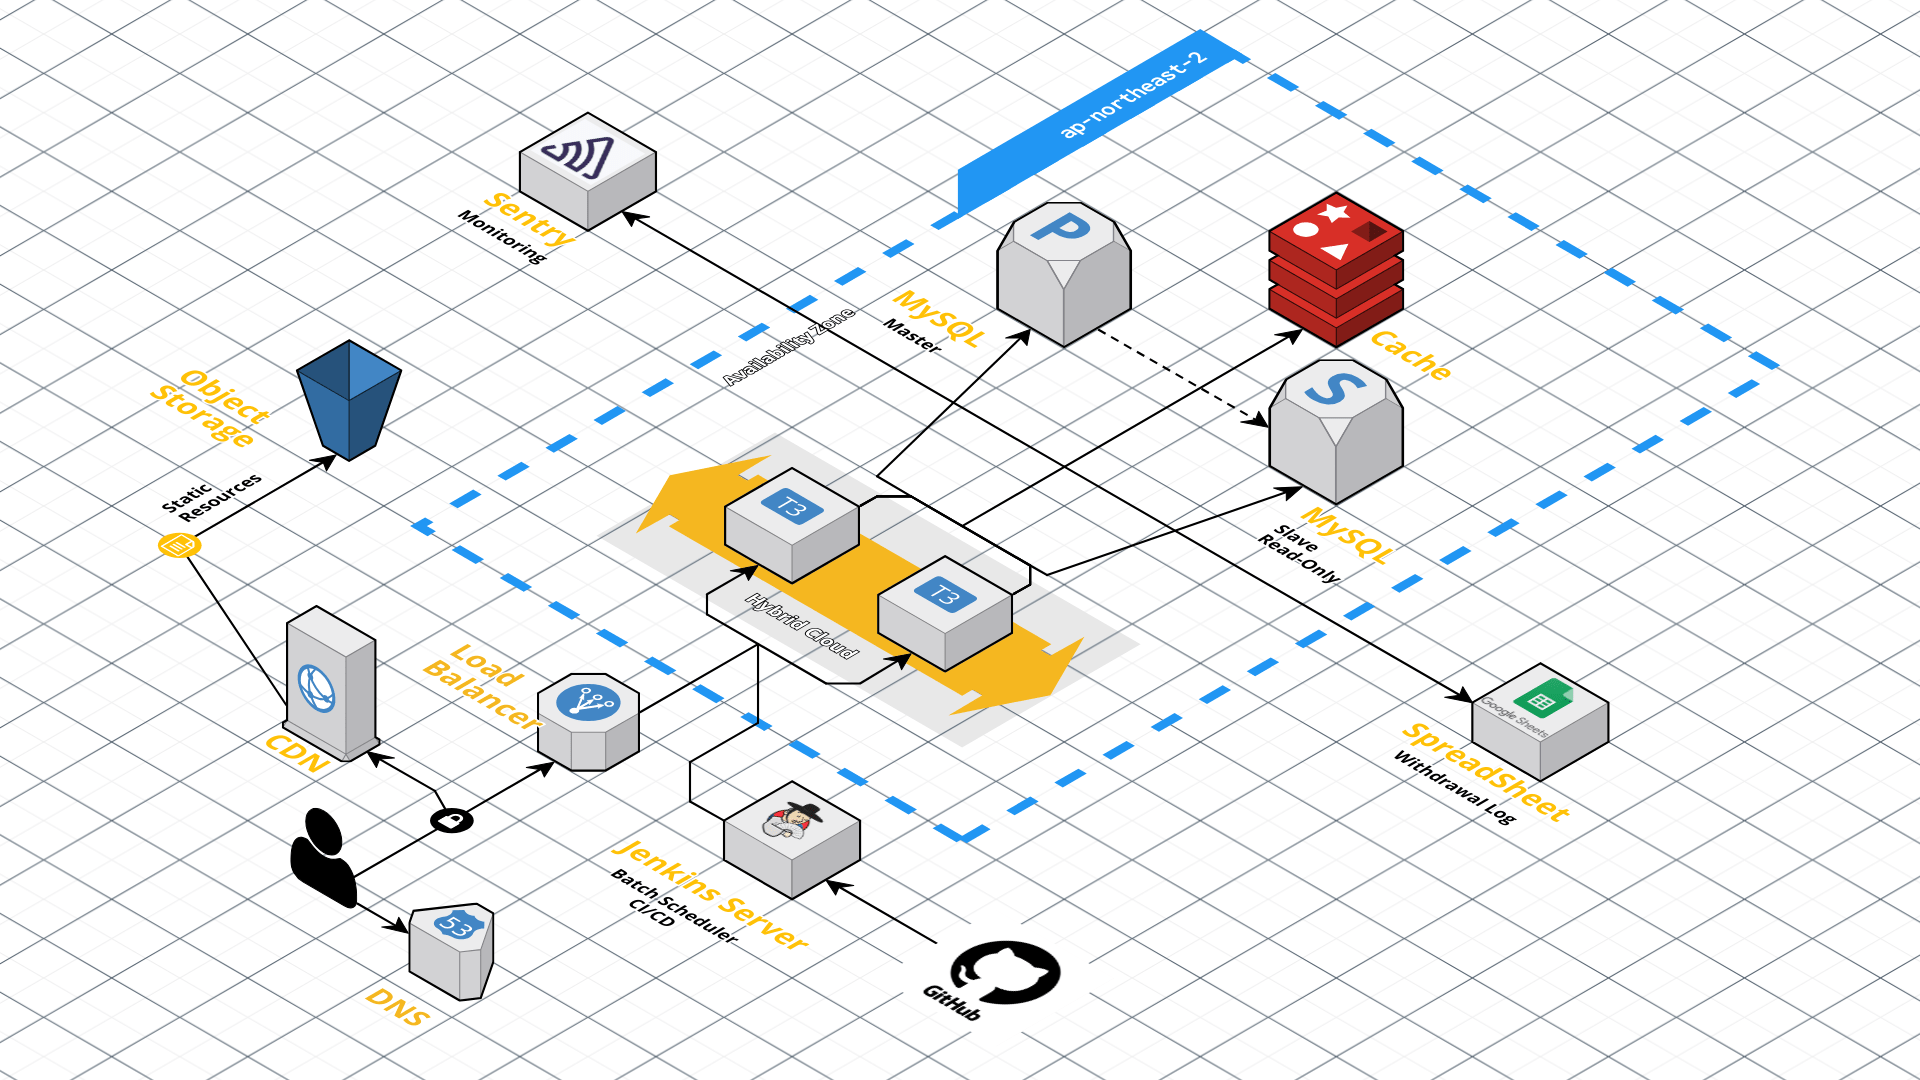 ap-northeast-2
Sentry
Monitoring
P
MySQL
Master
Cache
Availability Zone
Object
Storage
S
MySQL
Slave
Read-Only
Static
Resources
T3
T3
Hybrid Cloud
Load
Balancer
CDN
Google Sheets
SpreadSheet
Withdrawal Log
Jenkins Server
Batch Scheduler
CI/CD
53
DNS
GitHub